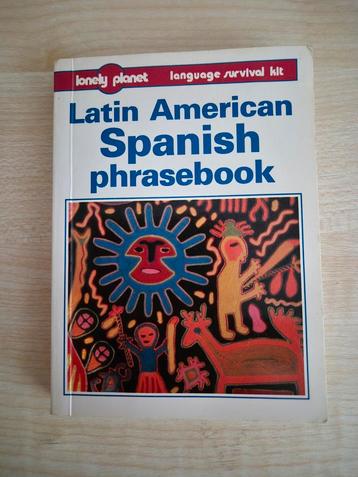 lonely planet language survival kit
Latin American
Spanish
phrasebook